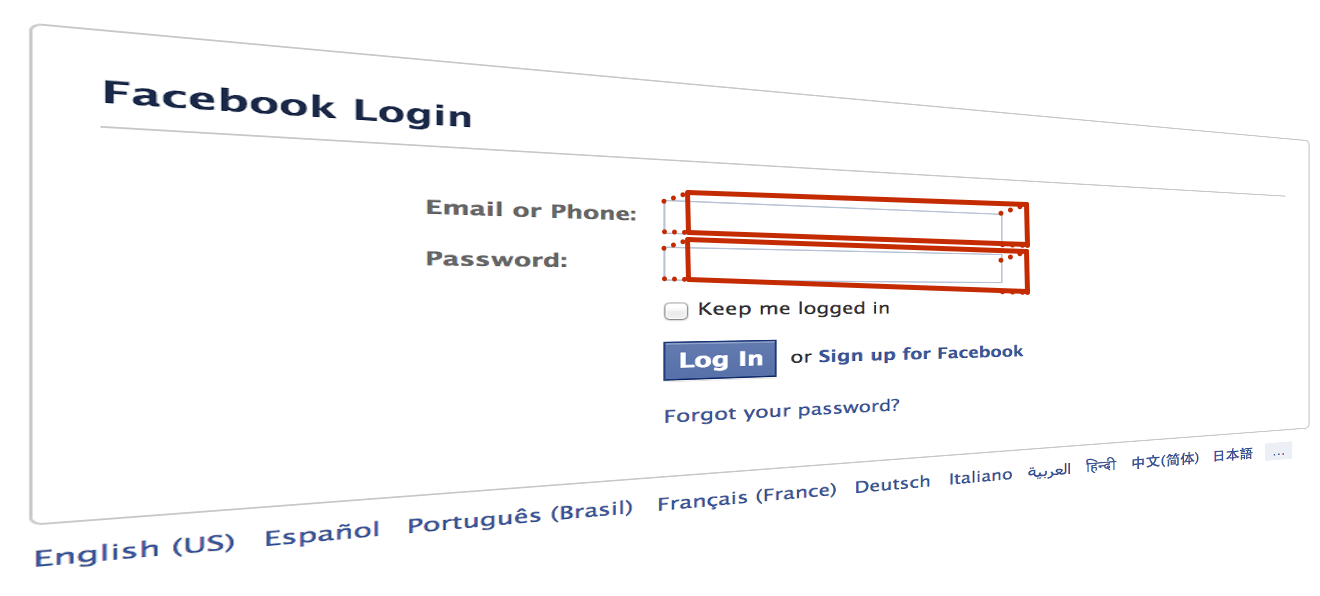 Facebook Login
Email or Phone:
Password:
Keep me logged in
Log In or Sign up for Facebook
Forgot your password?
English (US) Español Português (Brasil) Français (France) Deutsch Italiano العربية हिन्दी 中文(简体) 日本語 ...